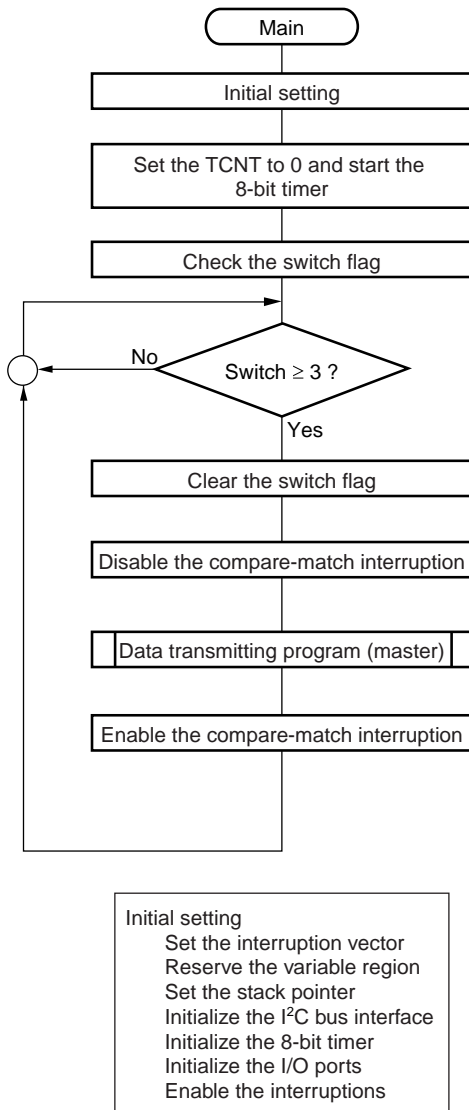 Main
Initial setting
Set the TCNT to 0 and start the
8-bit timer
Check the switch flag
No
Switch ≥ 3 ?
Yes
Clear the switch flag
Disable the compare-match interruption
Data transmitting program (master)
Enable the compare-match interruption
Initial setting
Set the interruption vector
Reserve the variable region
Set the stack pointer
Initialize the I²C bus interface
Initialize the 8-bit timer
Initialize the I/O ports
Enable the interruptions